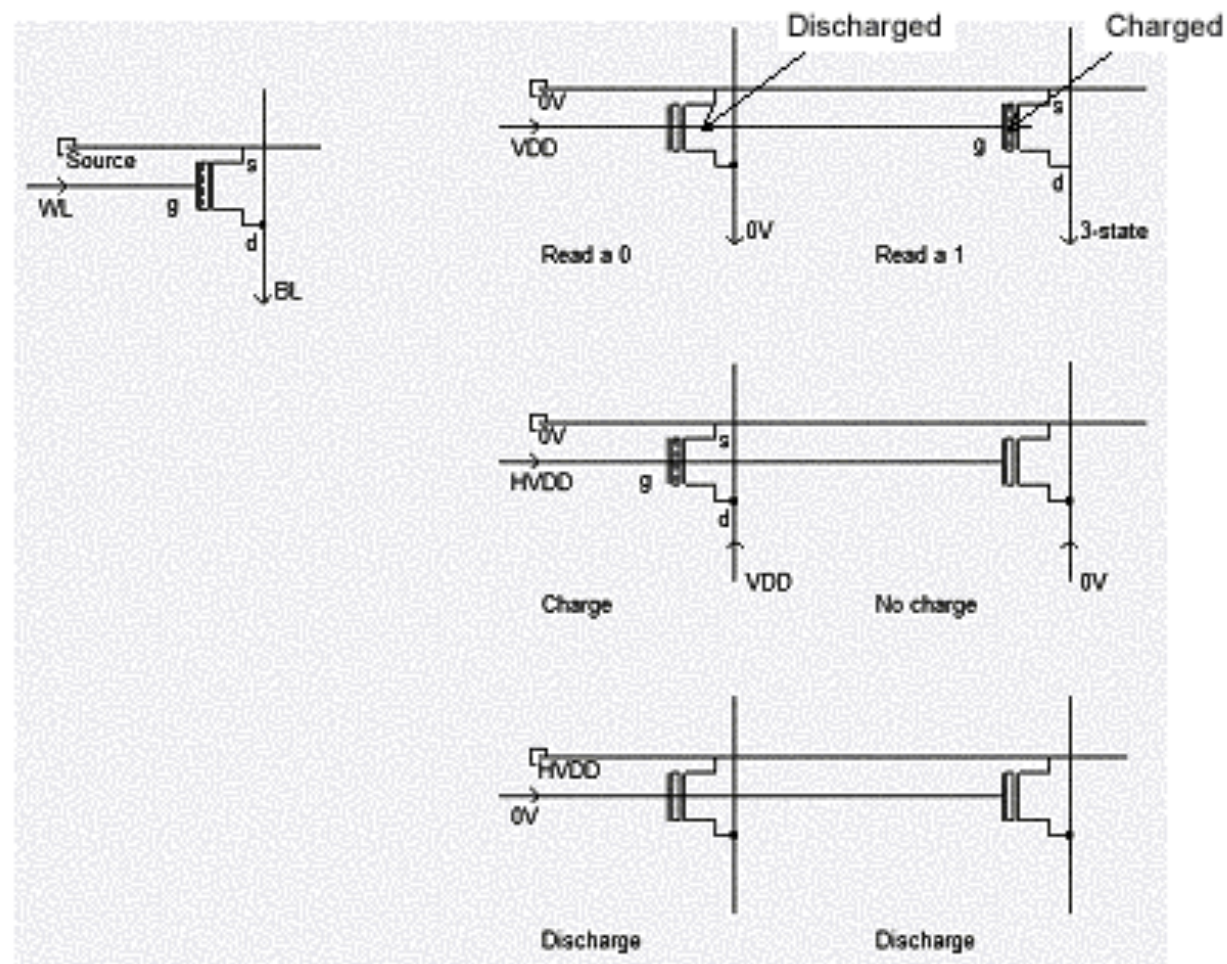 Discharged
Charged
Source
s
WL
g
d
BL
0V
VDD
s
g
d
0V
3-state
Read a 0
Read a 1
0V
s
HVDD
g
d
VDD
0V
Charge
No charge
HVDD
0V
Discharge
Discharge